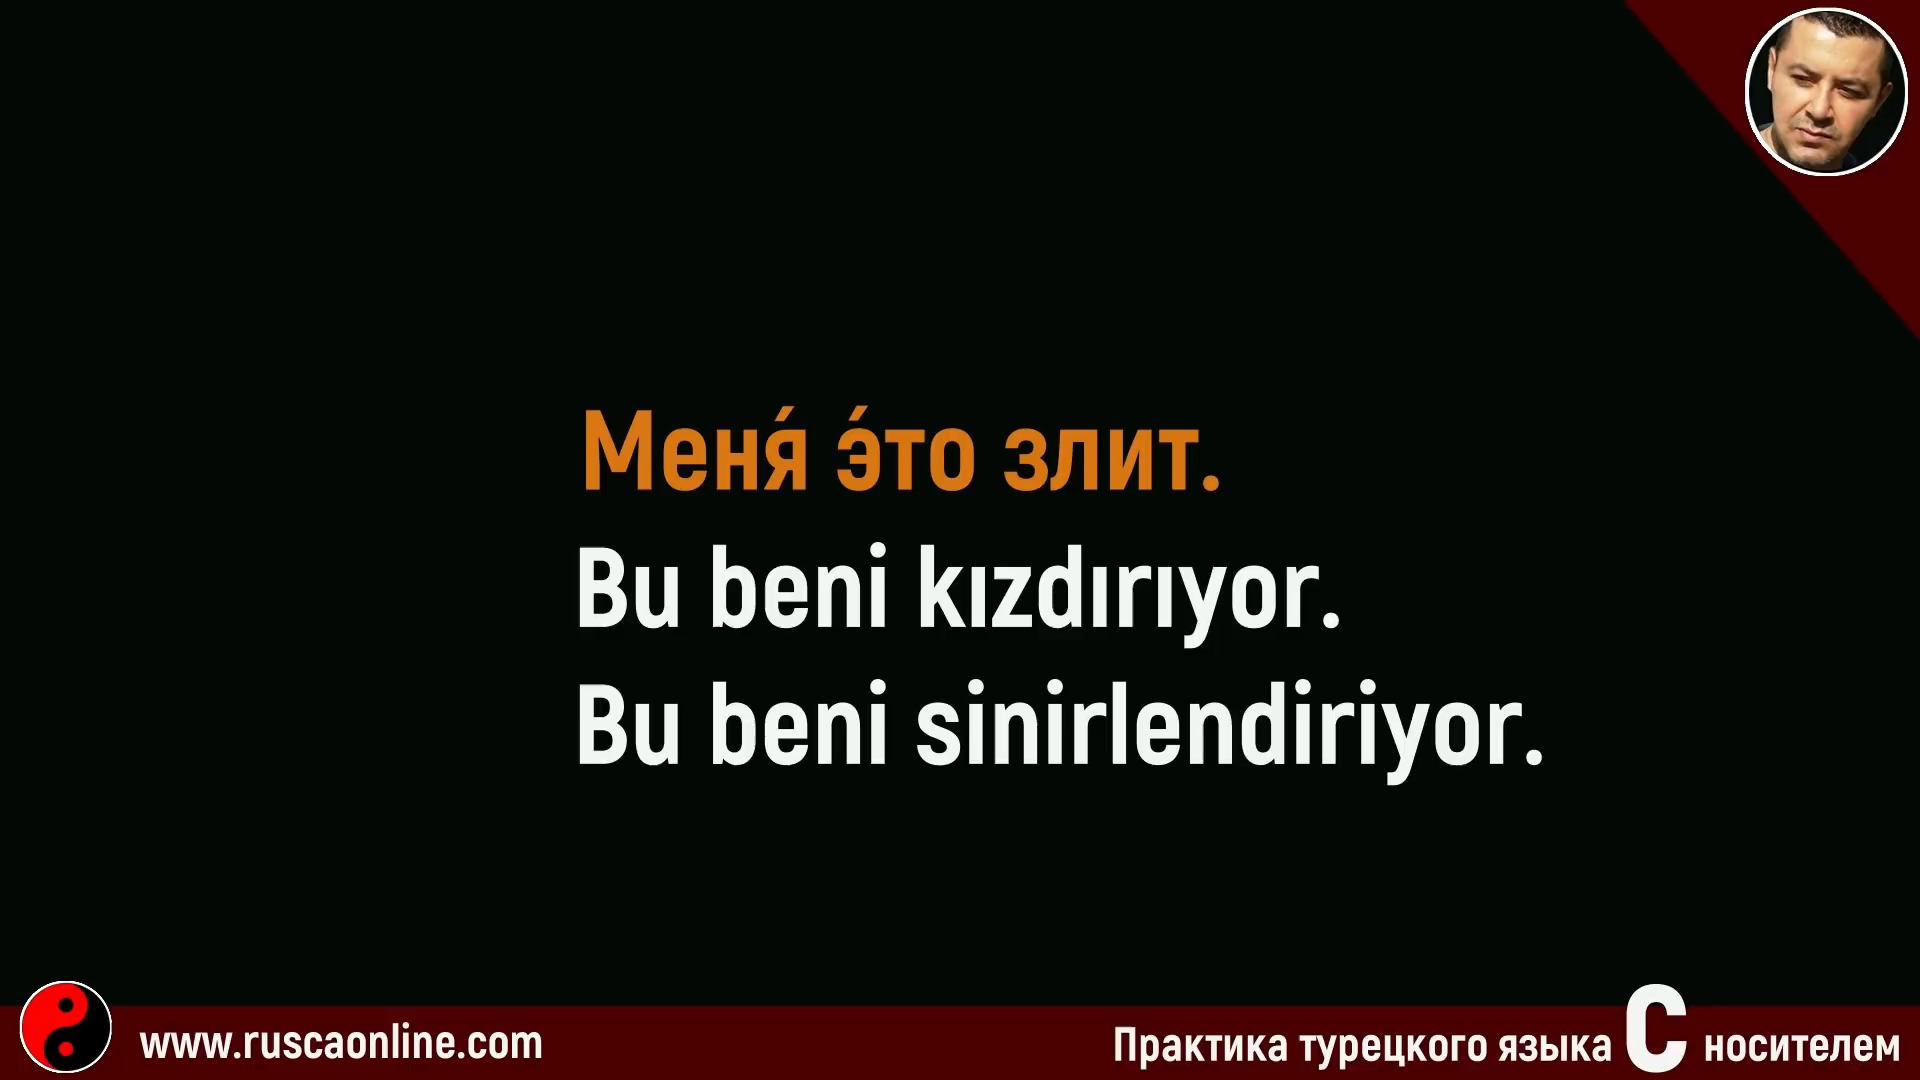 Меня́ э́то злит.
Bu beni kızdırıyor.
Bu beni sinirlendiriyor.
www.ruscaonline.com
Практика турецкого языка С носителем